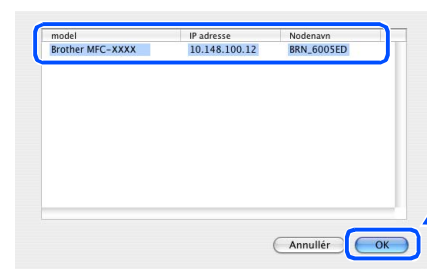 model IP adresse Nodenavn
Brother MFC-XXXX 10.148.100.12 BRN_6005ED
Annullér OK